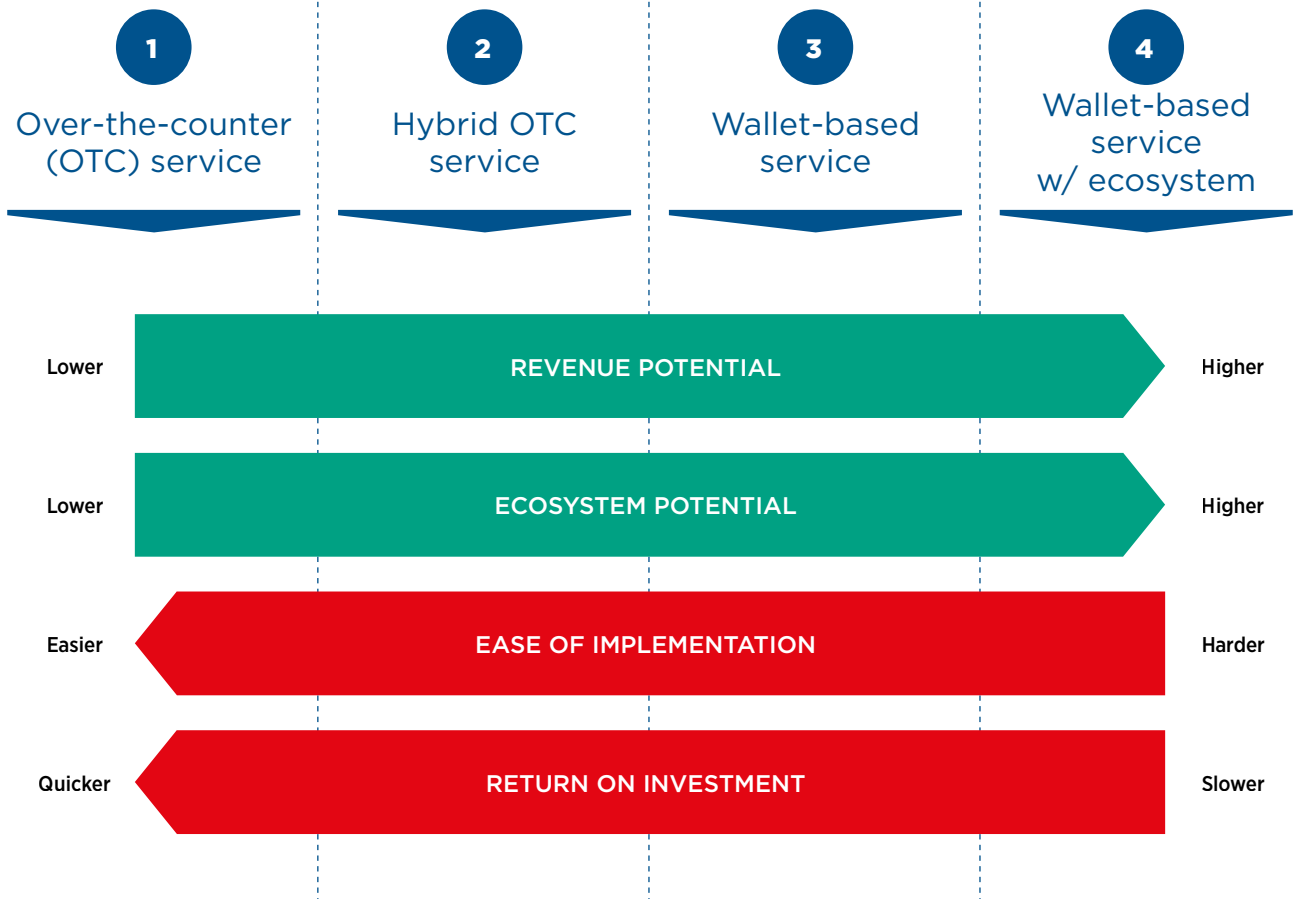 1
Over-the-counter
(OTC) service
2
Hybrid OTC
service
3
Wallet-based
service
4
Wallet-based
service
w/ ecosystem
Lower
REVENUE POTENTIAL
Higher
Lower
ECOSYSTEM POTENTIAL
Higher
Easier
EASE OF IMPLEMENTATION
Harder
Quicker
RETURN ON INVESTMENT
Slower